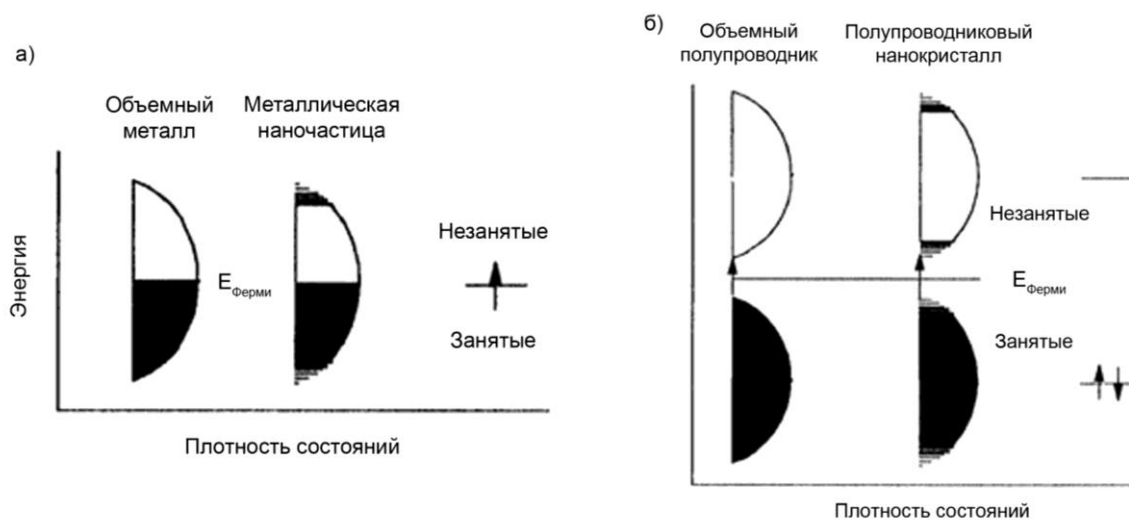 а)
Объемный
металл
Металлическая
наночастица
Энергия
EФерми
Незанятые
Занятые
Плотность состояний
б)
Объемный
полупроводник
Полупроводниковый
нанокристалл
Незанятые
EФерми
Занятые
Плотность состояний